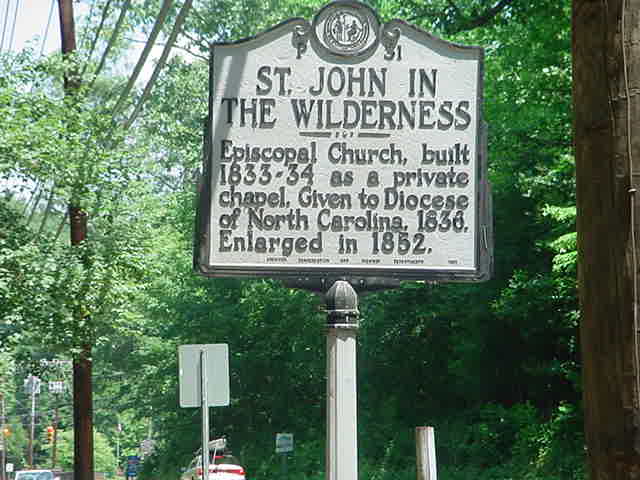 P 31
ST. JOHN IN
THE WILDERNESS
Episcopal Church, built
1833-34 as a private
chapel. Given to Diocese
of North Carolina, 1836.
Enlarged in 1852.